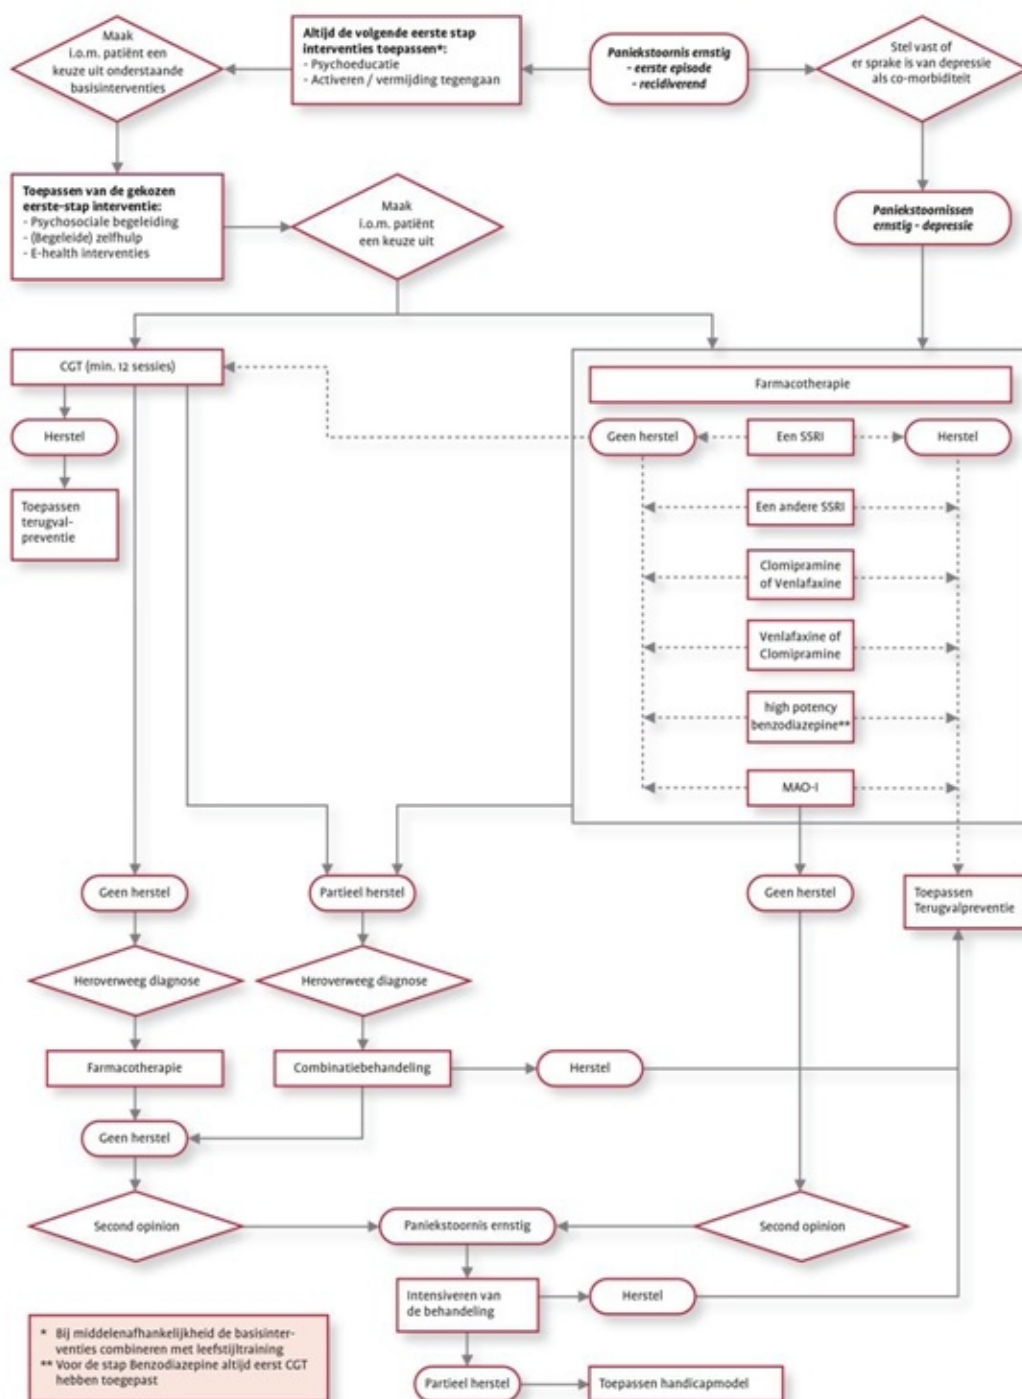 Maak
i.o.m. patiënt een
keuze uit onderstaande
basisinterventies
Altijd de volgende eerste stap
interventies toepassen*:
- Psychoeducatie
- Activeren / vermijding tegengaan
Paniekstoornis ernstig
- eerste episode
- recidiverend
Stel vast of
er sprake is van depressie
als co-morbiditeit
Toepassen van de gekozen
eerste-stap interventie:
- Psychosociale begeleiding
- (Begeleide) zelfhulp
- E-health interventies
Maak
i.o.m. patiënt
een keuze uit
Paniekstoornissen
ernstig - depressie
CGT (min. 12 sessies)
Farmacotherapie
Herstel
Geen herstel
Een SSRI
Herstel
Toepassen
terugval-
preventie
Een andere SSRI
Clomipramine
of Venlafaxine
Venlafaxine of
Clomipramine
high potency
benzodiazepine**
MAO-I
Geen herstel
Partieel herstel
Geen herstel
Toepassen
Terugvalpreventie
Heroverweeg diagnose
Heroverweeg diagnose
Farmacotherapie
Combinatiebehandeling
Herstel
Geen herstel
Second opinion
Paniekstoornis ernstig
Second opinion
Intensiveren van
de behandeling
Herstel
* Bij middelenafhankelijkheid de basisinter-
venties combineren met leefstijltraining
** Voor de stap Benzodiazepine altijd eerst CGT
hebben toegepast
Partieel herstel
Toepassen handicapmodel